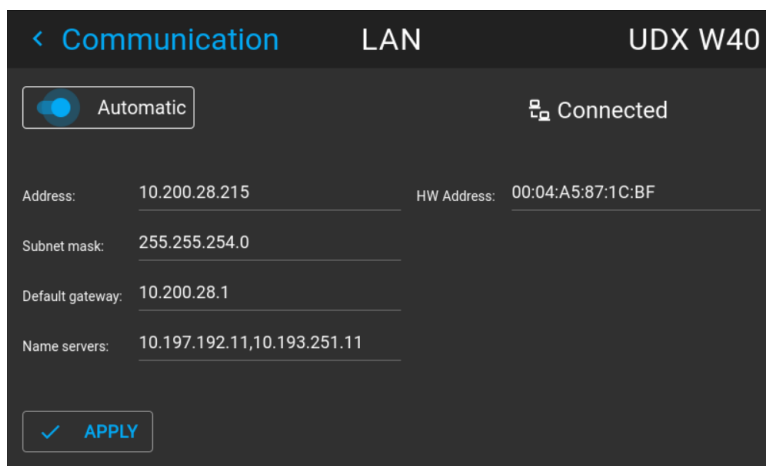 Communication LAN UDX W40
Automatic Connected
Address: 10.200.28.215 HW Address: 00:04:A5:87:1C:BF
Subnet mask: 255.255.254.0
Default gateway: 10.200.28.1
Name servers: 10.197.192.11,10.193.251.11
APPLY